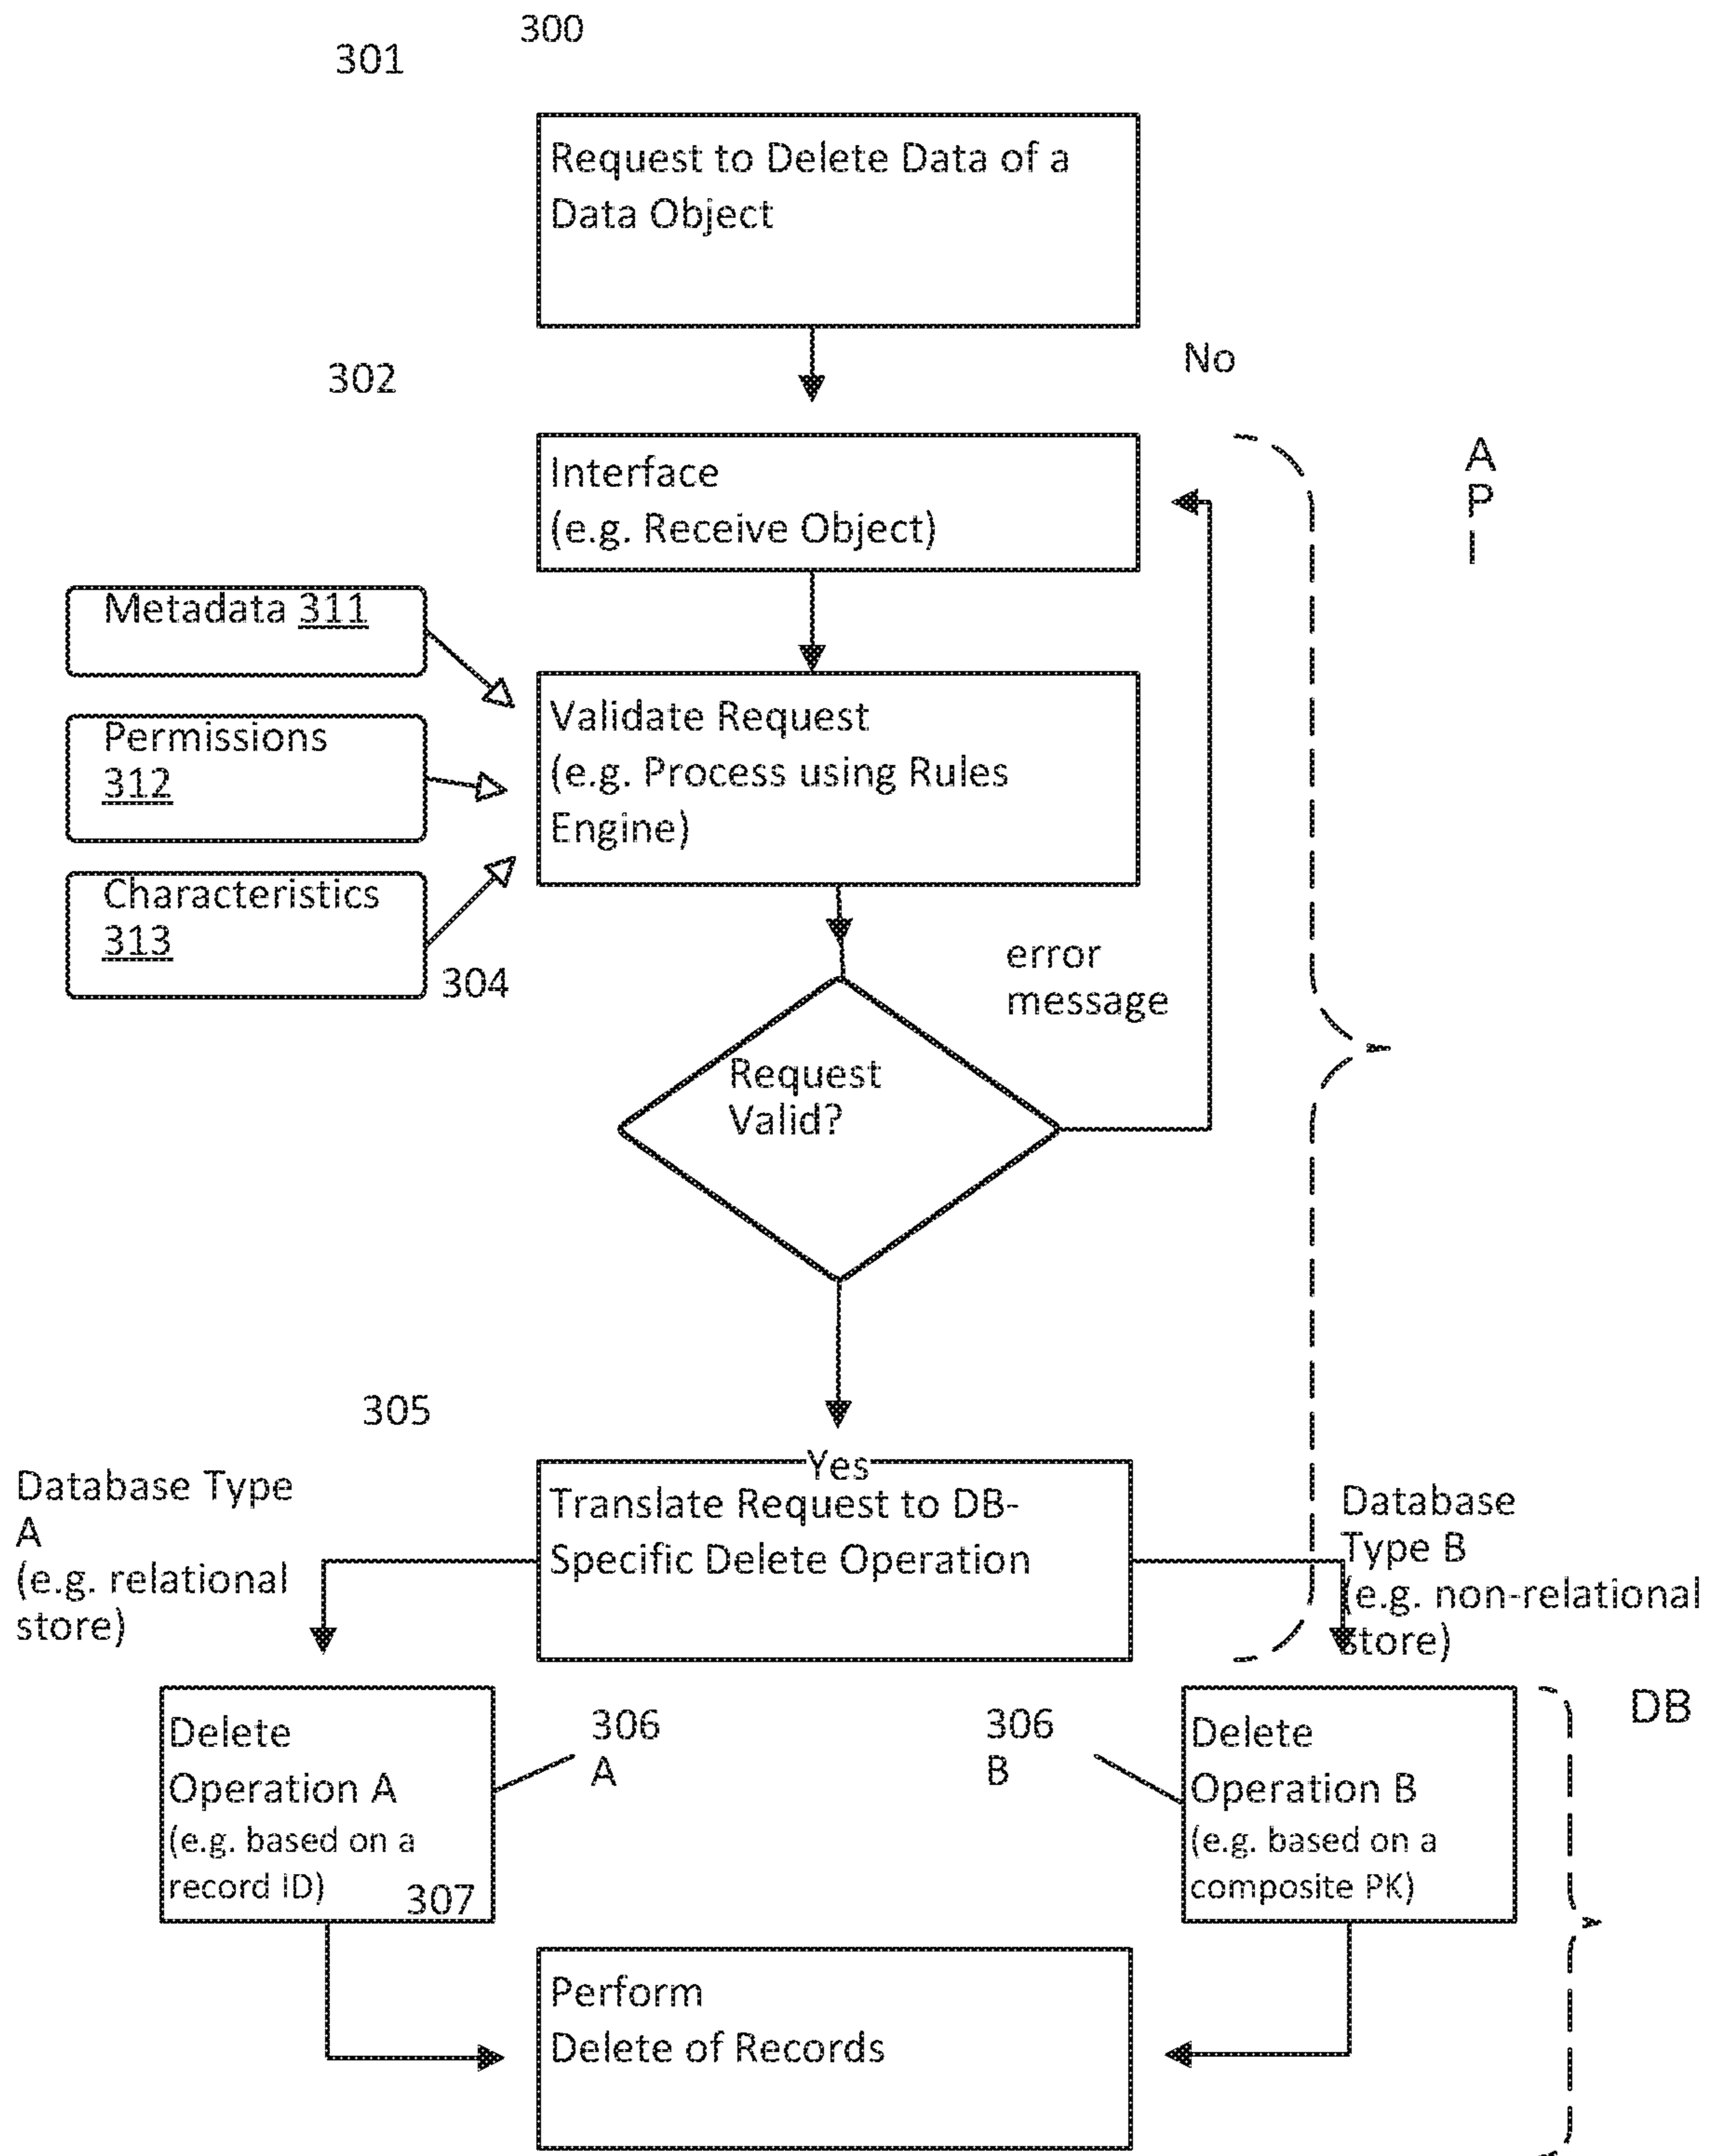 300
301
Request to Delete Data of a
Data Object
No
302
Interface
(e.g. Receive Object)
A
P
I
Metadata 311
Permissions
312
Characteristics
313
Validate Request
(e.g. Process using Rules
Engine)
304
error
message
Request
Valid?
305
Yes
Translate Request to DB-
Specific Delete Operation
Database Type
A
(e.g. relational
store)
Database
Type B
(e.g. non-relational
store)
Delete
Operation A
(e.g. based on a
record ID)
307
306
A
306
B
Delete
Operation B
(e.g. based on a
composite PK)
DB
Perform
Delete of Records